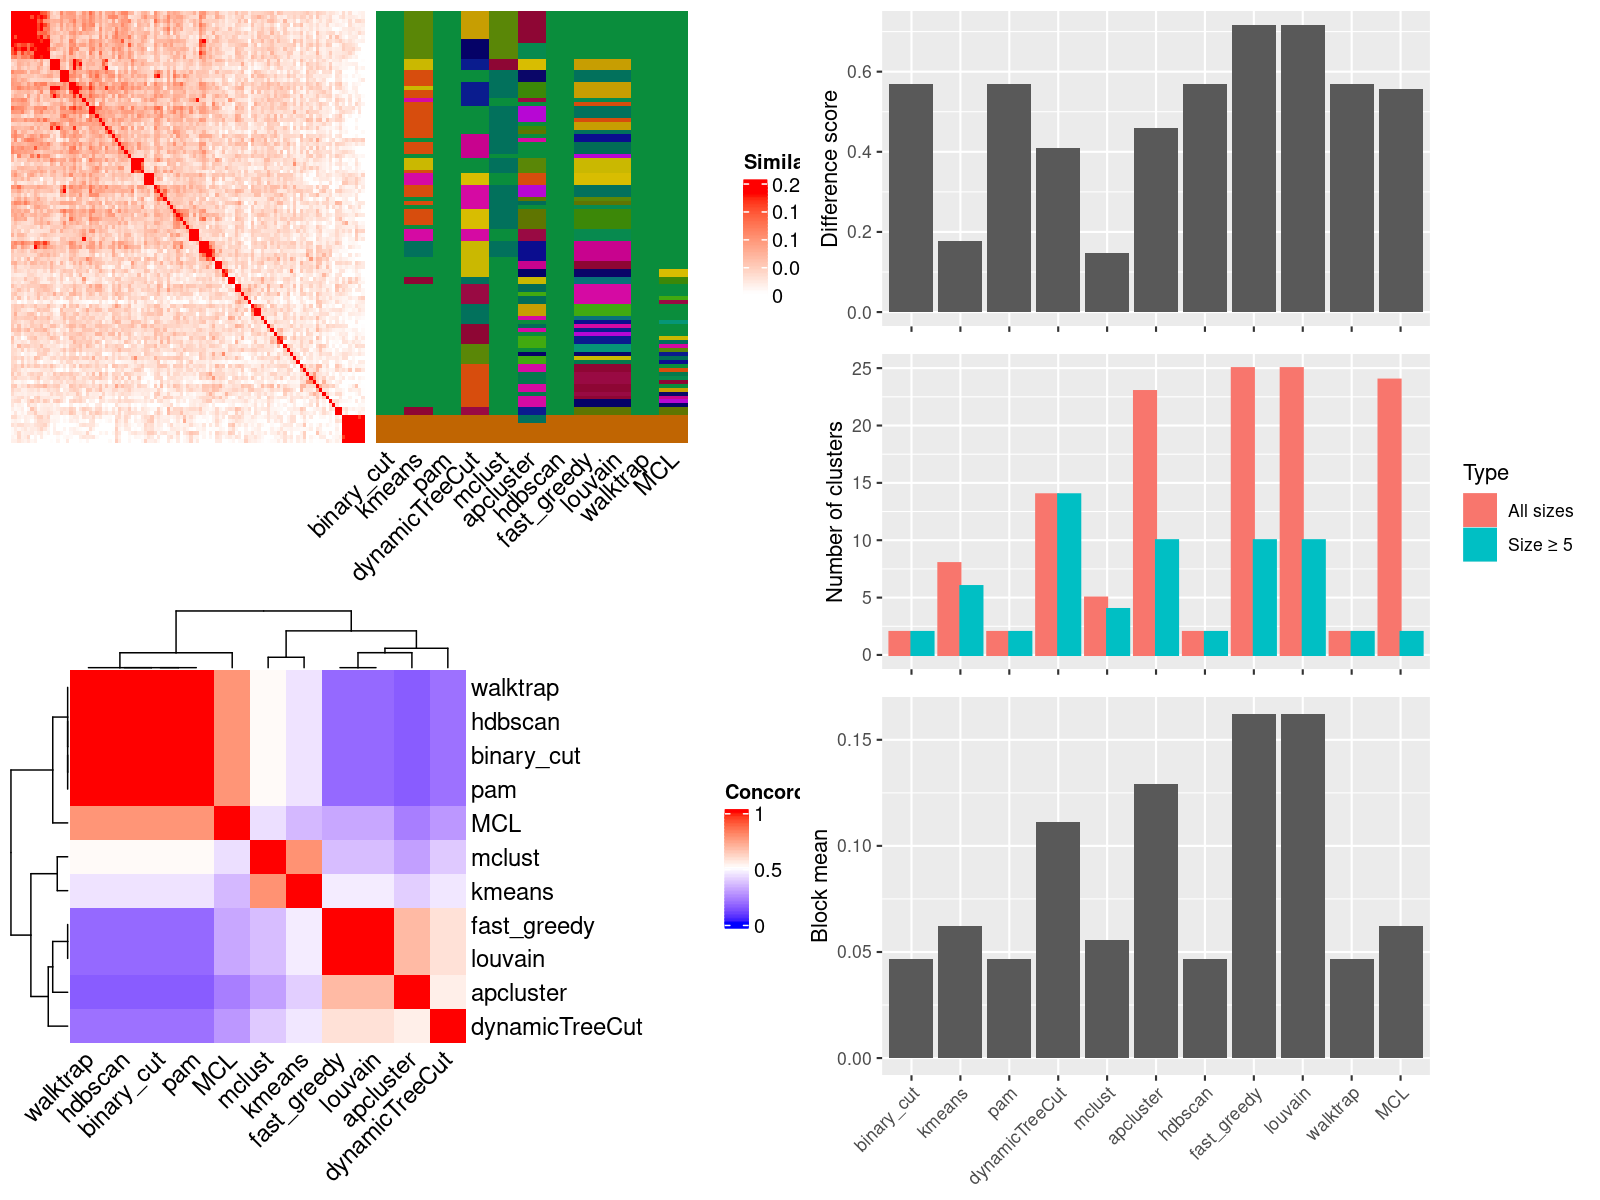 Simila
0.2
0.1
0.1
0.0
0
binary_cut
kmeans
pam
dynamicTreeCut
mclust
apcluster
hdbscan
fast_greedy
louvain
walktrap
MCL
walktrap
hdbscan
binary_cut
pam
MCL
mclust
kmeans
fast_greedy
louvain
apcluster
dynamicTreeCut
walktrap
hdbscan
binary_cut
pam
MCL
mclust
kmeans
fast_greedy
louvain
apcluster
dynamicTreeCut
Concord
1
0.5
0
Difference score
0.6
0.4
0.2
0.0
Number of clusters
25
20
15
10
5
0
Type
All sizes
Size ≥ 5
Block mean
0.15
0.10
0.05
0.00
binary_cut
kmeans
pam
dynamicTreeCut
mclust
apcluster
hdbscan
fast_greedy
louvain
walktrap
MCL